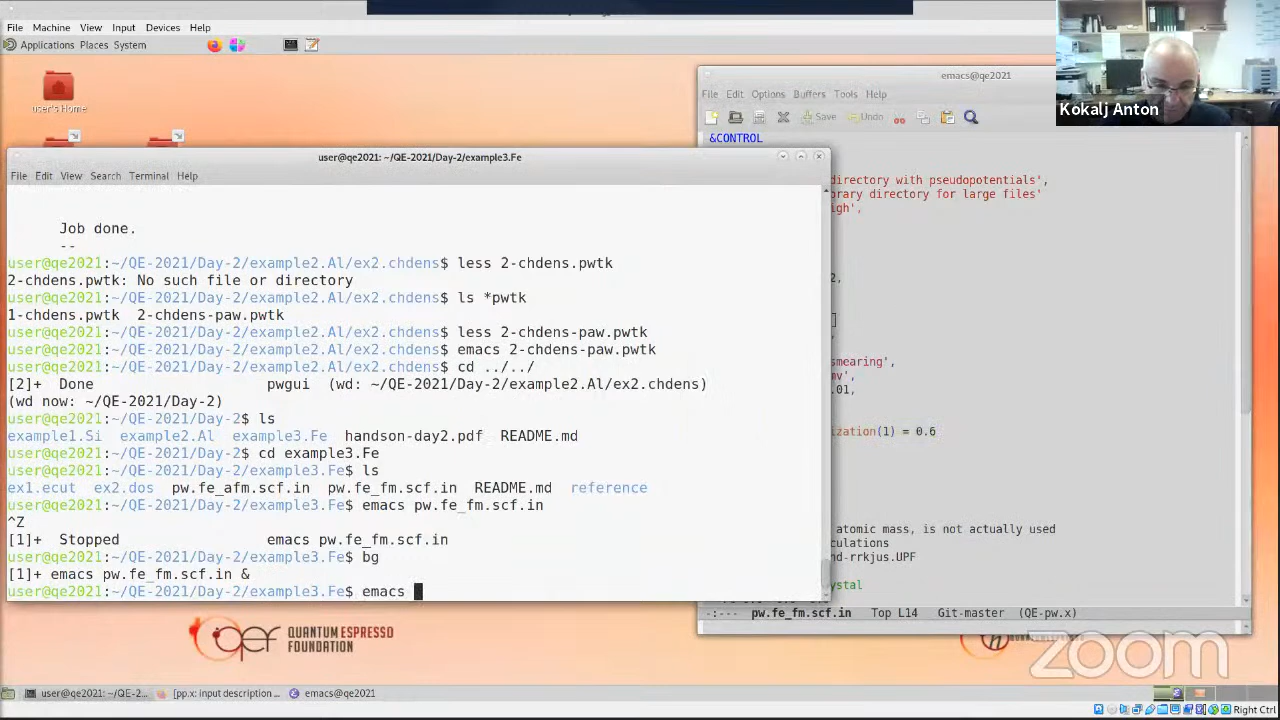 File Machine View Input Devices Help
Applications Places System
user's Home
emacs@qe2021
File Edit Options Buffers Tools Help
Save Undo
&CONTROL
directory with pseudopotentials',
rary directory for large files'
igh',
2,
smearing',
mv',
01,
ization(1) = 0.6
atomic mass, is not actually used
culations
nd-rrkjus.UPF
ystal
-:--- pw.fe_fm.scf.in Top L14 Git-master (QE-pw.x)
Kokalj Anton
user@qe2021: ~/QE-2021/Day-2/example3.Fe
File Edit View Search Terminal Help
Job done.
--
user@qe2021:~/QE-2021/Day-2/example2.Al/ex2.chdens$ less 2-chdens.pwtk
2-chdens.pwtk: No such file or directory
user@qe2021:~/QE-2021/Day-2/example2.Al/ex2.chdens$ ls *pwtk
1-chdens.pwtk 2-chdens-paw.pwtk
user@qe2021:~/QE-2021/Day-2/example2.Al/ex2.chdens$ less 2-chdens-paw.pwtk
user@qe2021:~/QE-2021/Day-2/example2.Al/ex2.chdens$ emacs 2-chdens-paw.pwtk
user@qe2021:~/QE-2021/Day-2/example2.Al/ex2.chdens$ cd ../../
[2]+ Done pwgui (wd: ~/QE-2021/Day-2/example2.Al/ex2.chdens)
(wd now: ~/QE-2021/Day-2)
user@qe2021:~/QE-2021/Day-2$ ls
example1.Si example2.Al example3.Fe handson-day2.pdf README.md
user@qe2021:~/QE-2021/Day-2$ cd example3.Fe
user@qe2021:~/QE-2021/Day-2/example3.Fe$ ls
ex1.ecut ex2.dos pw.fe_afm.scf.in pw.fe_fm.scf.in README.md reference
user@qe2021:~/QE-2021/Day-2/example3.Fe$ emacs pw.fe_fm.scf.in
^Z
[1]+ Stopped emacs pw.fe_fm.scf.in
user@qe2021:~/QE-2021/Day-2/example3.Fe$ bg
[1]+ emacs pw.fe_fm.scf.in &
user@qe2021:~/QE-2021/Day-2/example3.Fe$ emacs
QUANTUM ESPRESSO
FOUNDATION
zoom
user@qe2021: ~/QE-2...
[pp.x: input description ...
emacs@qe2021
Right Ctrl